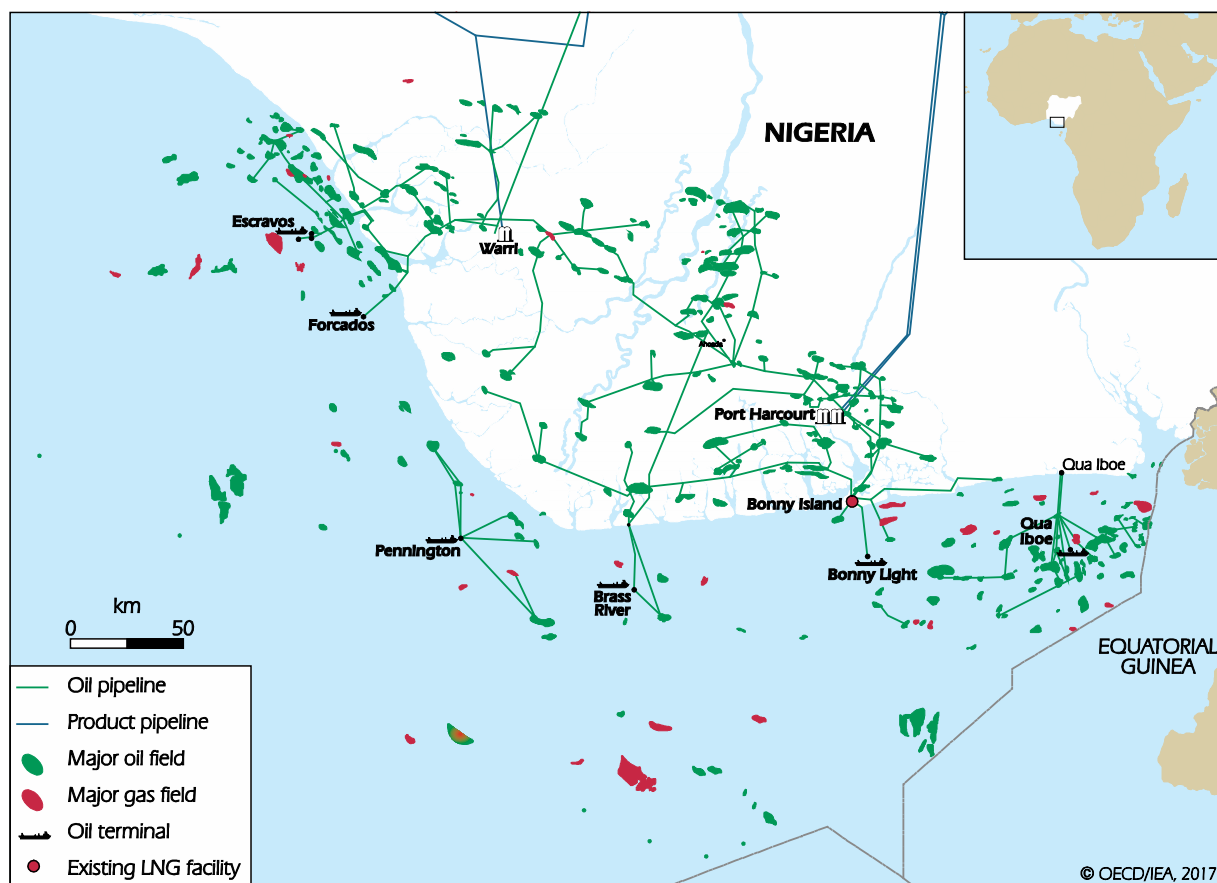 NIGERIA
Escravos
Warri
Forcados
Ahoada
Port Harcourt
Qua Iboe
Bonny Island
Qua
Iboe
Pennington
Bonny Light
Brass
River
km
0 50
EQUATORIAL
GUINEA
Oil pipeline
Product pipeline
Major oil field
Major gas field
Oil terminal
Existing LNG facility
© OECD/IEA, 2017